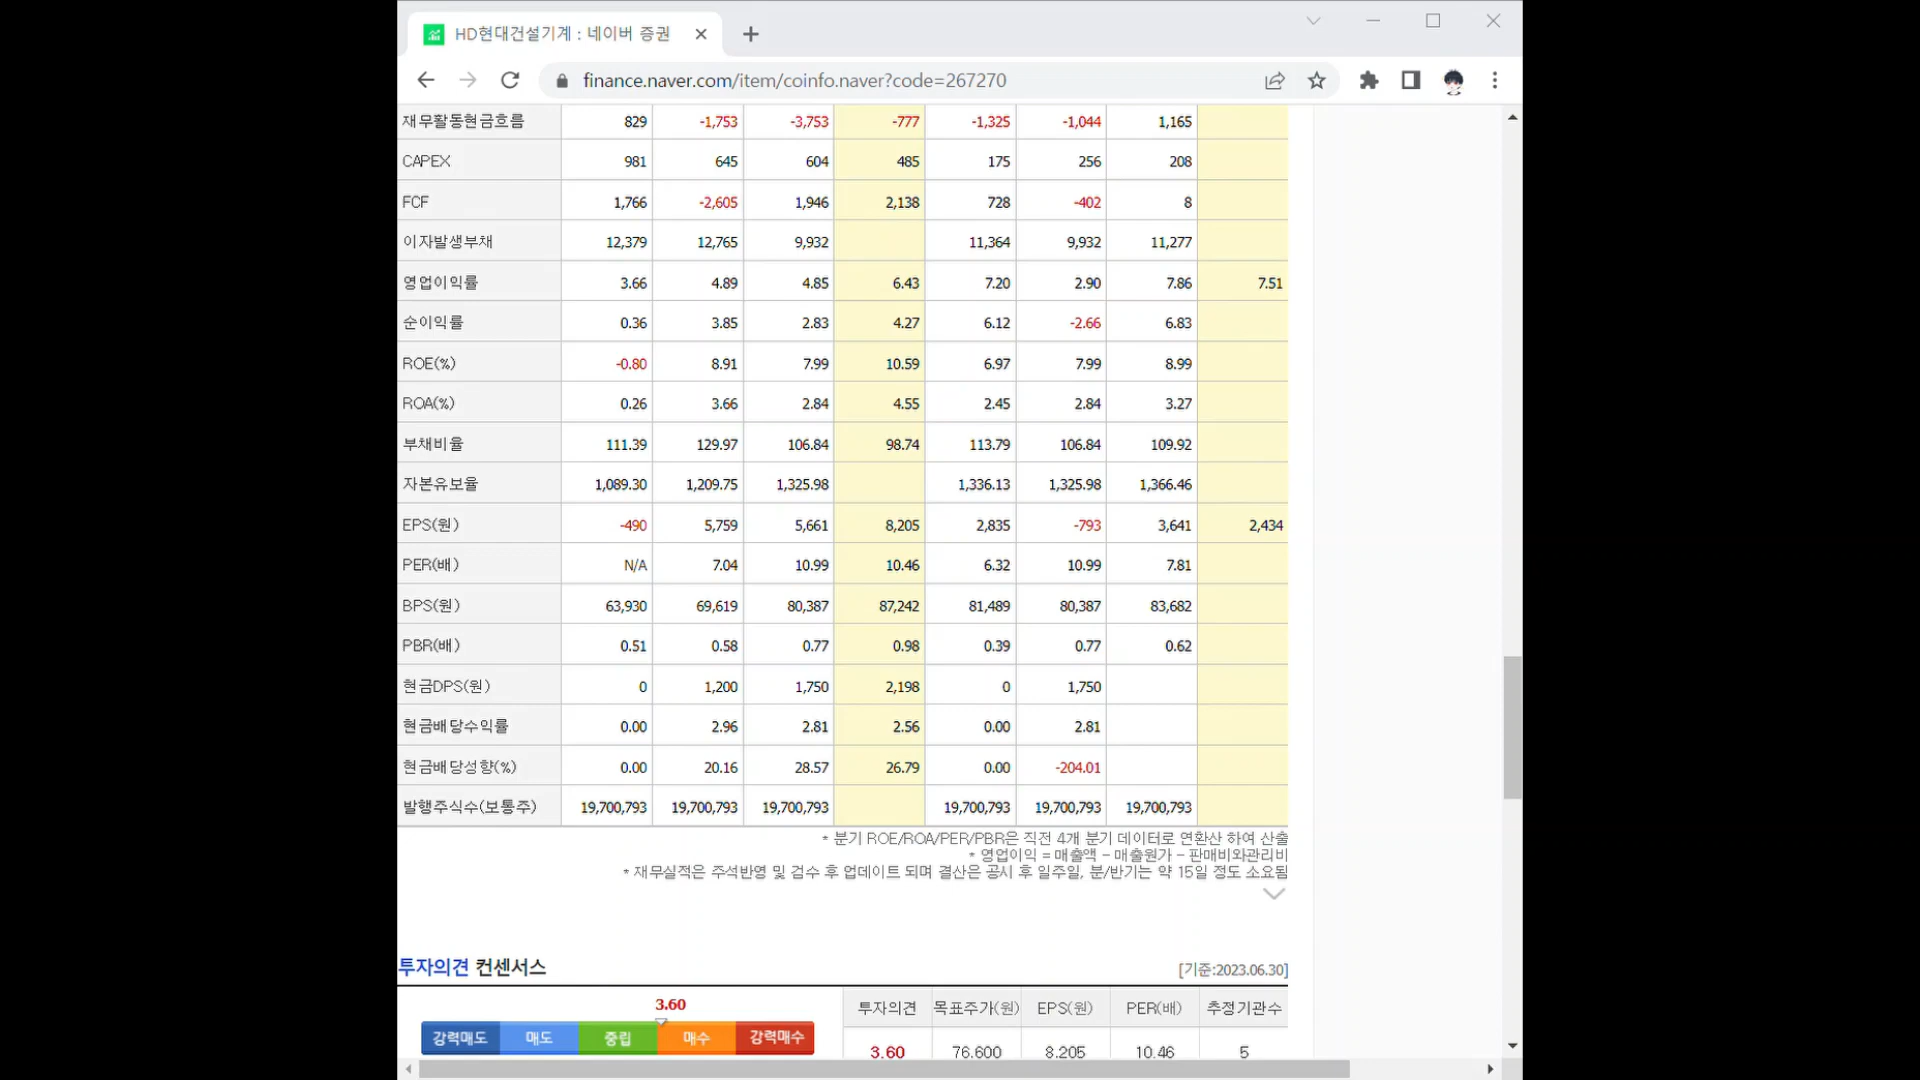 HD현대건설기계 : 네이버 증권
finance.naver.com/item/coinfo.naver?code=267270
재무활동현금흐름 829 -1,753 -3,753 -777 -1,325 -1,044 1,165
CAPEX 981 645 604 485 175 256 208
FCF 1,766 -2,605 1,946 2,138 728 -402 8
이자발생부채 12,379 12,765 9,932 11,364 9,932 11,277
영업이익률 3.66 4.89 4.85 6.43 7.20 2.90 7.86 7.51
순이익률 0.36 3.85 2.83 4.27 6.12 -2.66 6.83
ROE(%) -0.80 8.91 7.99 10.59 6.97 7.99 8.99
ROA(%) 0.26 3.66 2.84 4.55 2.45 2.84 3.27
부채비율 111.39 129.97 106.84 98.74 113.79 106.84 109.92
자본유보율 1,089.30 1,209.75 1,325.98 1,336.13 1,325.98 1,366.46
EPS(원) -490 5,759 5,661 8,205 2,835 -793 3,641 2,434
PER(배) N/A 7.04 10.99 10.46 6.32 10.99 7.81
BPS(원) 63,930 69,619 80,387 87,242 81,489 80,387 83,682
PBR(배) 0.51 0.58 0.77 0.98 0.39 0.77 0.62
현금DPS(원) 0 1,200 1,750 2,198 0 1,750
현금배당수익률 0.00 2.96 2.81 2.56 0.00 2.81
현금배당성향(%) 0.00 20.16 28.57 26.79 0.00 -204.01
발행주식수(보통주) 19,700,793 19,700,793 19,700,793 19,700,793 19,700,793 19,700,793
* 분기 ROE/ROA/PER/PBR은 직전 4개 분기 데이터로 연환산 하여 산출
* 영업이익 = 매출액 - 매출원가 - 판매비와관리비
* 재무실적은 주석반영 및 검수 후 업데이트 되며 결산은 공시 후 일주일, 분/반기는 약 15일 정도 소요됨
투자의견 컨센서스 [기준:2023.06.30]
3.60
강력매도 매도 중립 매수 강력매수
투자의견 목표주가(원) EPS(원) PER(배) 추정기관수
3.60 76,600 8,205 10.46 5